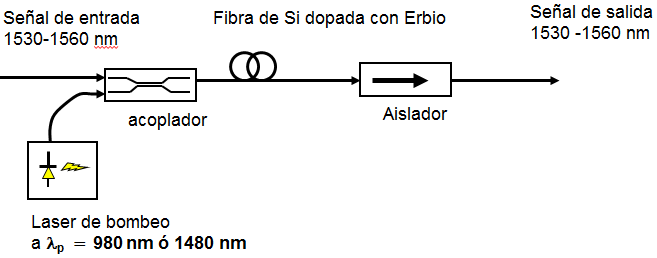 Señal de entrada
1530-1560 nm
Fibra de Si dopada con Erbio
Señal de salida
1530 -1560 nm
acoplador
Aislador
Laser de bombeo
a λp = 980 nm ó 1480 nm